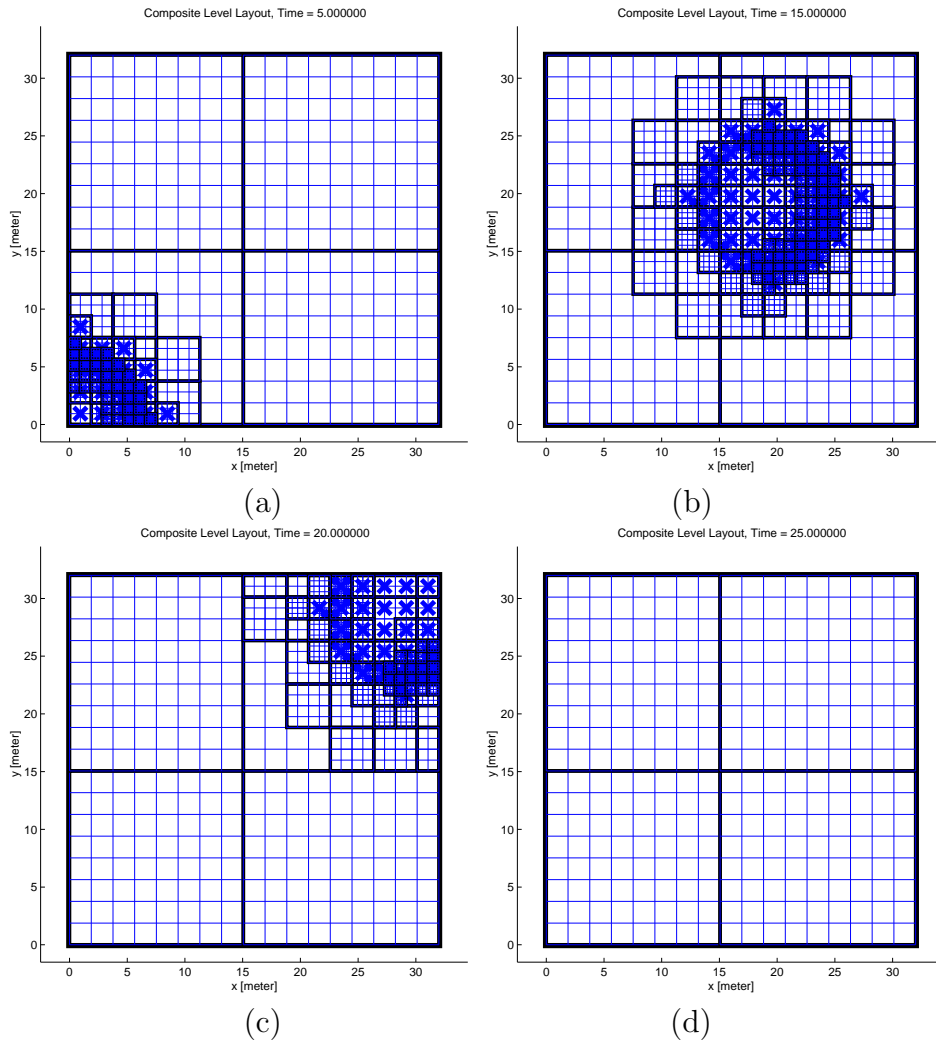 Composite Level Layout, Time = 5.000000
30
25
20
15
10
5
0
y [meter]
0 5 10 15 20 25 30
x [meter]
(a)
Composite Level Layout, Time = 15.000000
30
25
20
15
10
5
0
y [meter]
0 5 10 15 20 25 30
x [meter]
(b)
Composite Level Layout, Time = 20.000000
30
25
20
15
10
5
0
y [meter]
0 5 10 15 20 25 30
x [meter]
(c)
Composite Level Layout, Time = 25.000000
30
25
20
15
10
5
0
y [meter]
0 5 10 15 20 25 30
x [meter]
(d)